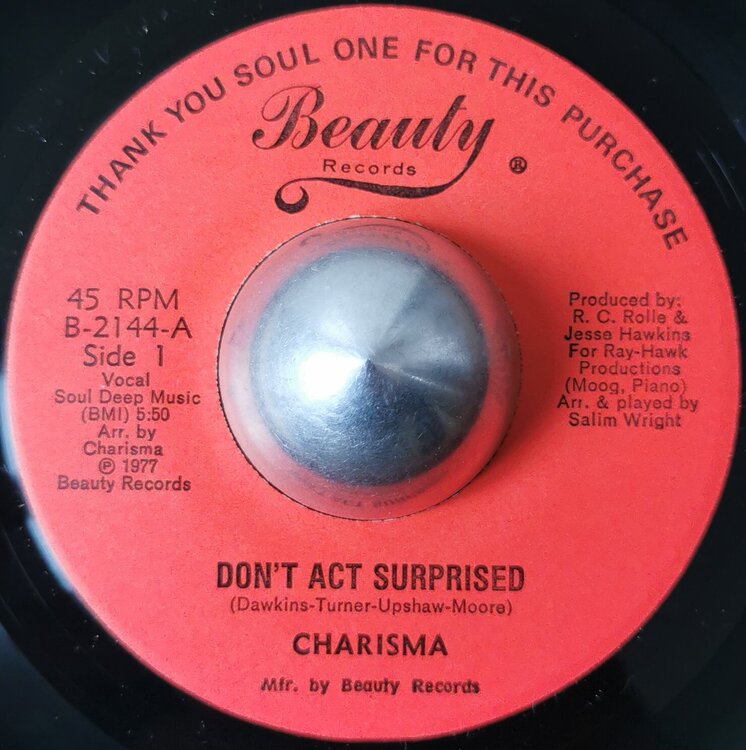 THANK YOU SOUL ONE FOR THIS PURCHASE
Beauty
Records ®
45 RPM
B-2144-A
Side 1
Vocal
Soul Deep Music
(BMI) 5:50
Arr. by
Charisma
℗ 1977
Beauty Records
Produced by:
R. C. Rolle &
Jesse Hawkins
For Ray-Hawk
Productions
(Moog, Piano)
Arr. & played by
Salim Wright
DON'T ACT SURPRISED
(Dawkins-Turner-Upshaw-Moore)
CHARISMA
Mfr. by Beauty Records